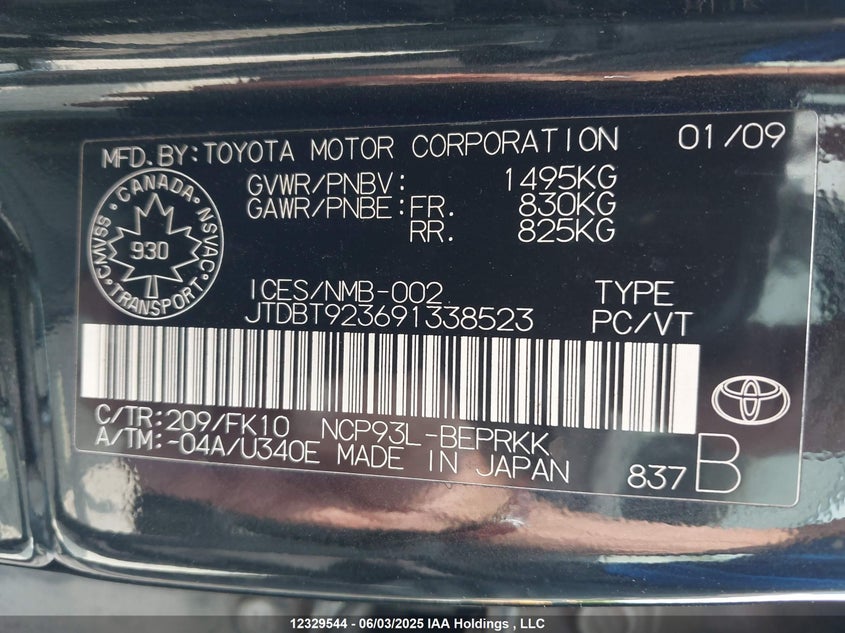 MFD.BY:TOYOTA MOTOR CORPORATION 01/09
GVWR/PNBV: 1495KG
GAWR/PNBE:FR. 830KG
RR. 825KG
CANADA
CMVSS NSVAC
930
TRANSPORT
ICES/NMB-002 TYPE
JTDBT923691338523 PC/VT
C/TR:209/FK10 NCP93L-BEPRKK
A/TM:-04A/U340E MADE IN JAPAN 837 B
12329544 - 06/03/2025 IAA Holdings , LLC